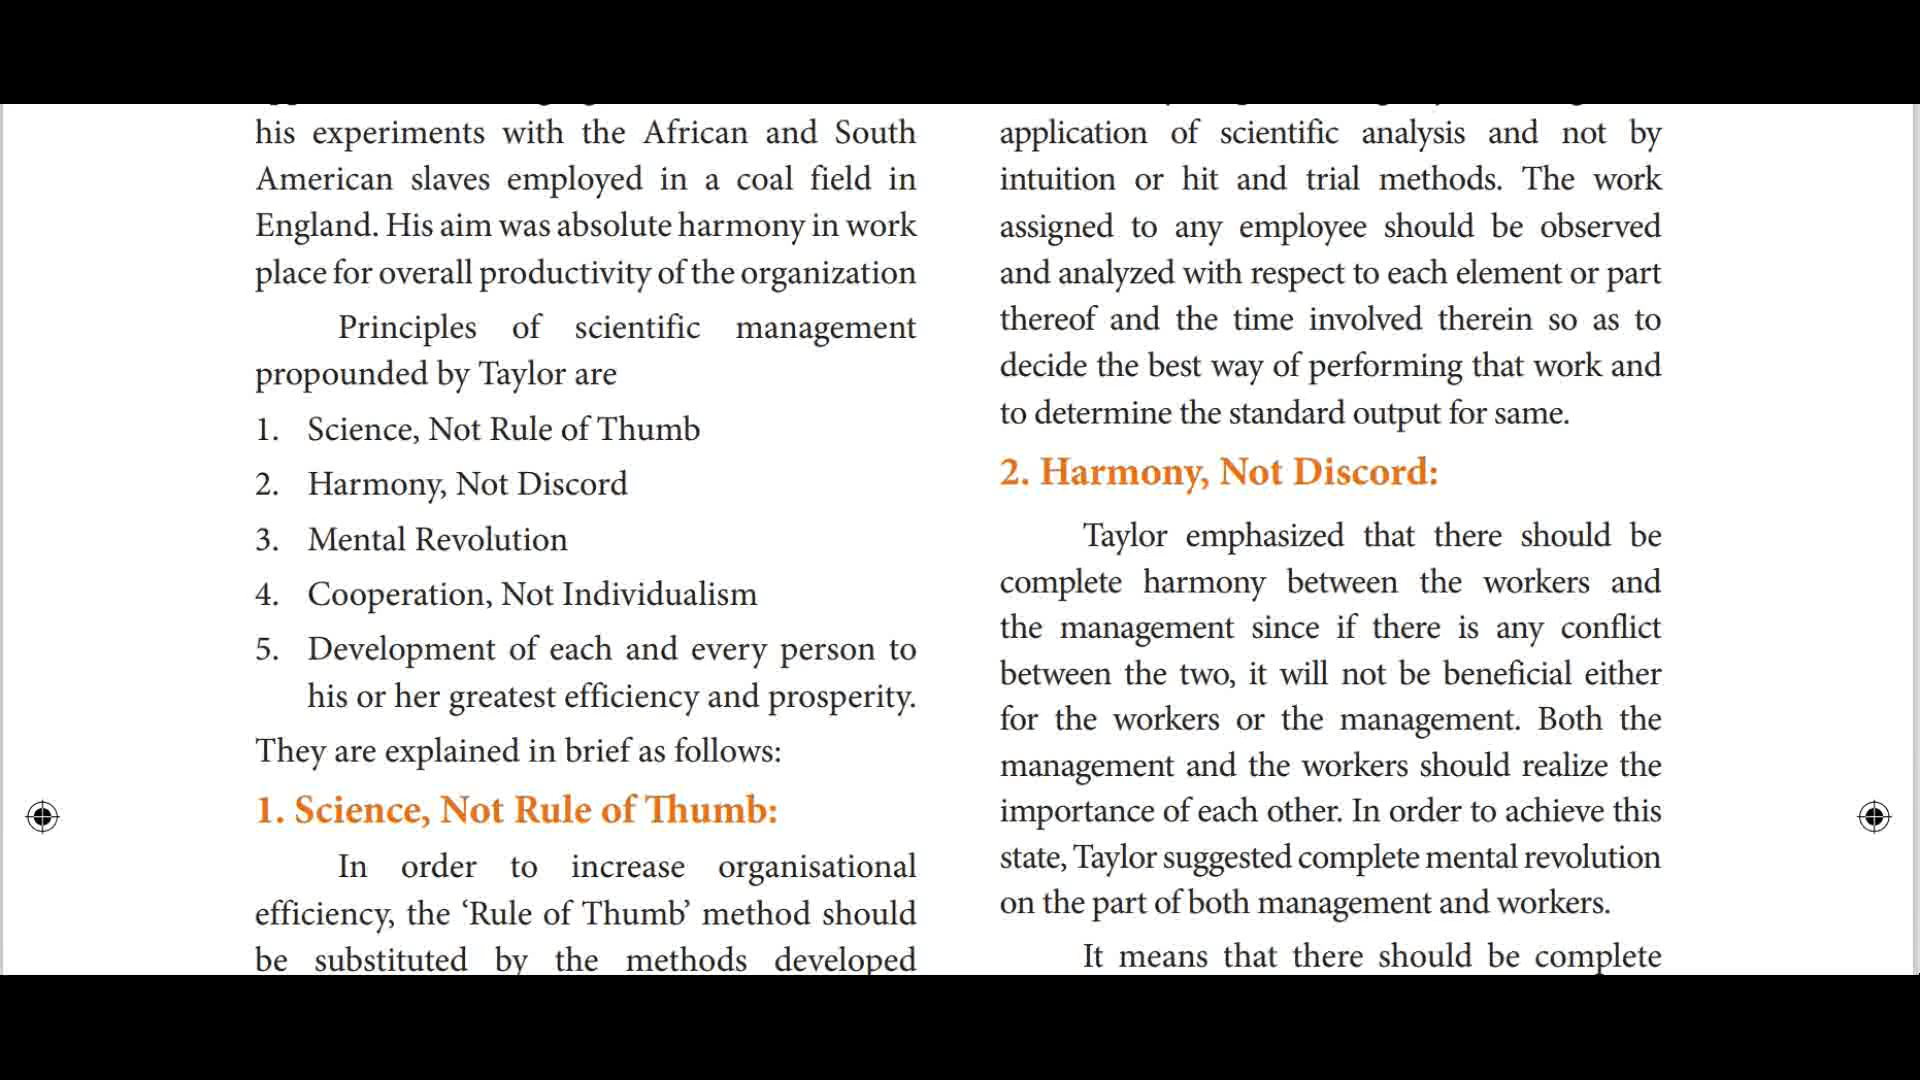 his experiments with the African and South
American slaves employed in a coal field in
England. His aim was absolute harmony in work
place for overall productivity of the organization
Principles of scientific management
propounded by Taylor are
1. Science, Not Rule of Thumb
2. Harmony, Not Discord
3. Mental Revolution
4. Cooperation, Not Individualism
5. Development of each and every person to
his or her greatest efficiency and prosperity.
They are explained in brief as follows:
1. Science, Not Rule of Thumb:
In order to increase organisational
efficiency, the ‘Rule of Thumb’ method should
be substituted by the methods developed
application of scientific analysis and not by
intuition or hit and trial methods. The work
assigned to any employee should be observed
and analyzed with respect to each element or part
thereof and the time involved therein so as to
decide the best way of performing that work and
to determine the standard output for same.
2. Harmony, Not Discord:
Taylor emphasized that there should be
complete harmony between the workers and
the management since if there is any conflict
between the two, it will not be beneficial either
for the workers or the management. Both the
management and the workers should realize the
importance of each other. In order to achieve this
state, Taylor suggested complete mental revolution
on the part of both management and workers.
It means that there should be complete